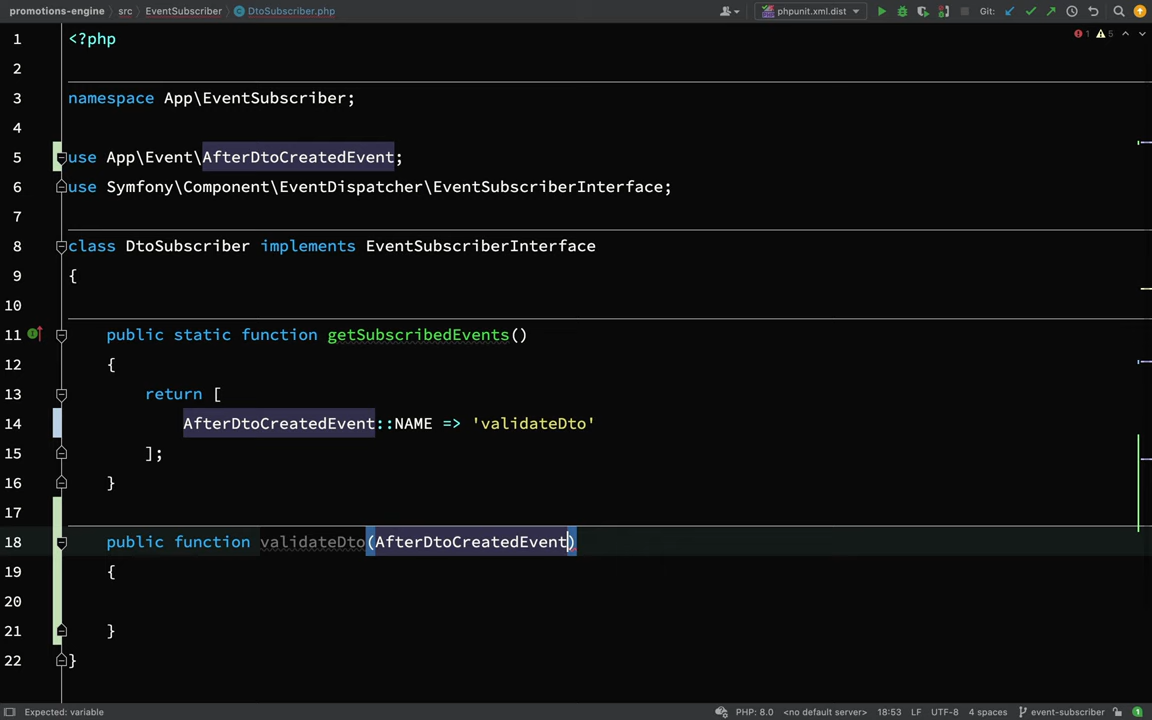 promotions-engine src EventSubscriber DtoSubscriber.php phpunit.xml.dist Git:
1 <?php 1 5
2
3 namespace App\EventSubscriber;
4
5 use App\Event\AfterDtoCreatedEvent;
6 use Symfony\Component\EventDispatcher\EventSubscriberInterface;
7
8 class DtoSubscriber implements EventSubscriberInterface
9 {
10
11 public static function getSubscribedEvents()
12 {
13 return [
14 AfterDtoCreatedEvent::NAME => 'validateDto'
15 ];
16 }
17
18 public function validateDto(AfterDtoCreatedEvent)
19 {
20
21 }
22 }
Expected: variable PHP: 8.0 <no default server> 18:53 LF UTF-8 4 spaces event-subscriber 1